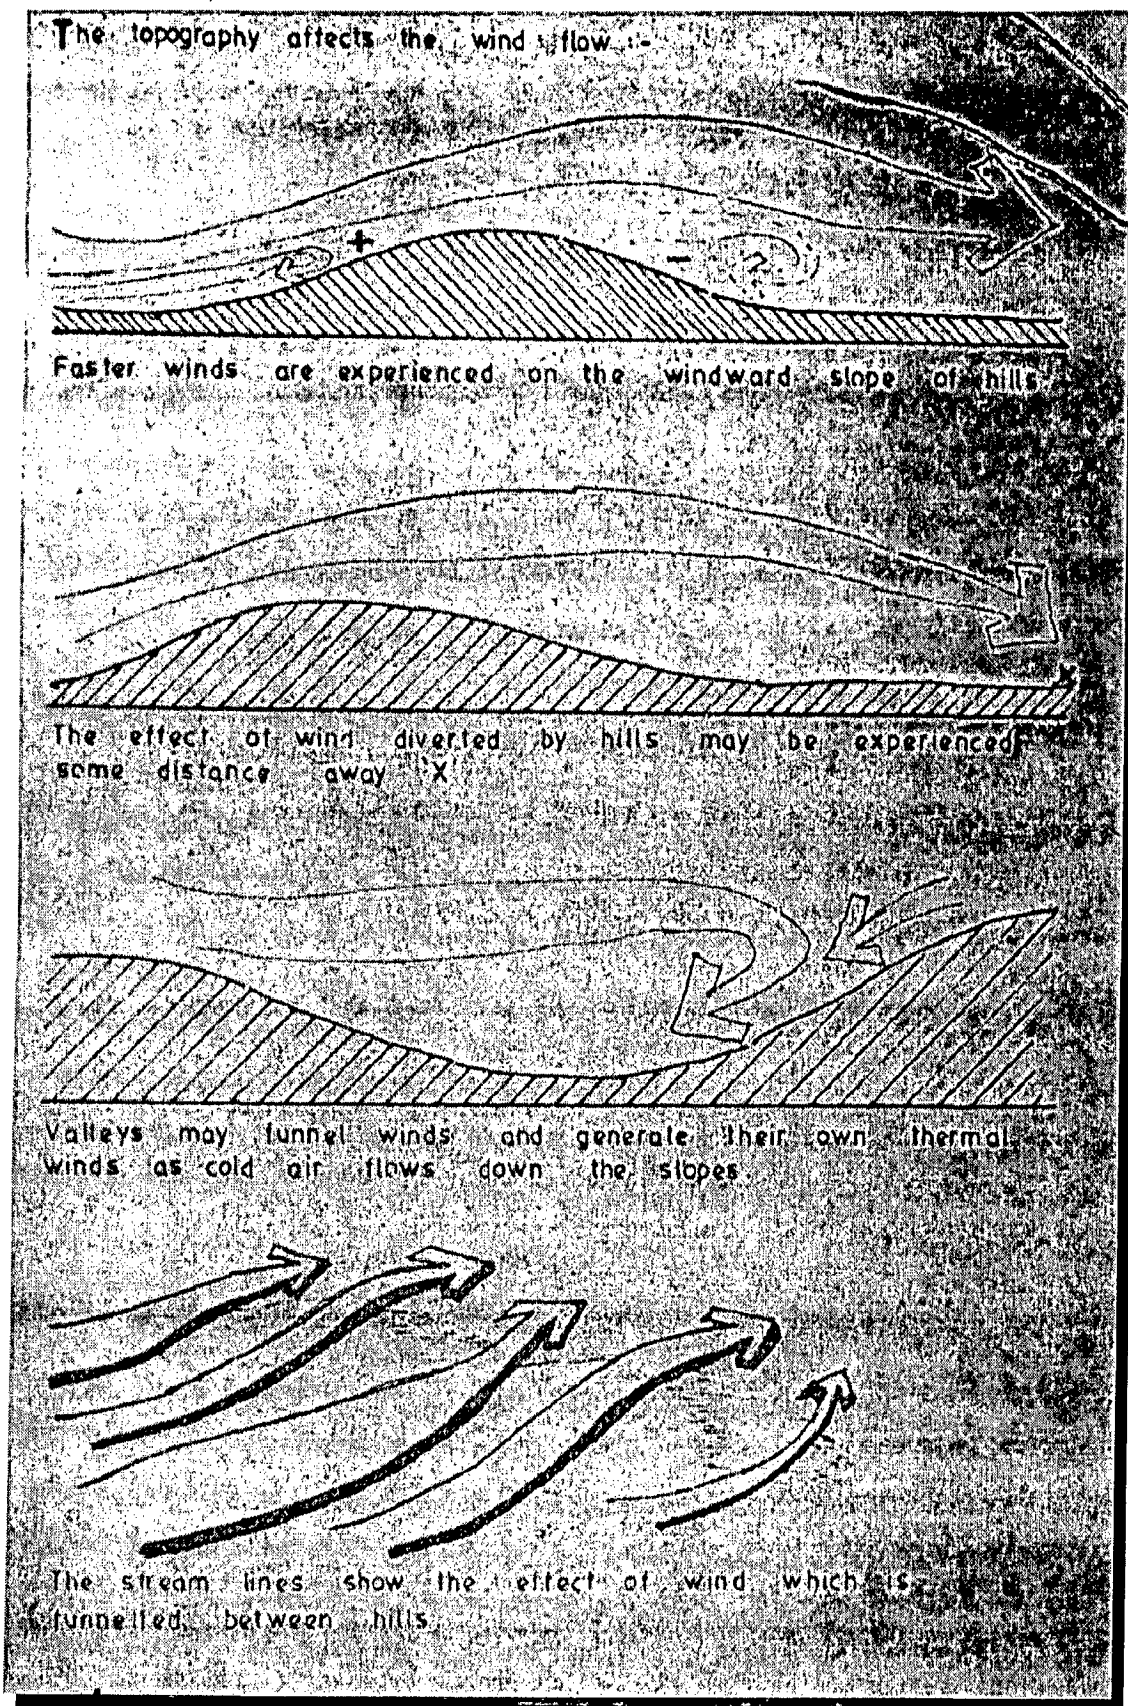 The topography affects the wind flow :-
+
-
Faster winds are experienced on the windward slope of hills
X
The effect of wind diverted by hills may be experienced
some distance away 'X'
Valleys may funnel winds and generate their own thermal
winds as cold air flows down the slopes.
The stream lines show the effect of wind which is
funnelled between hills.